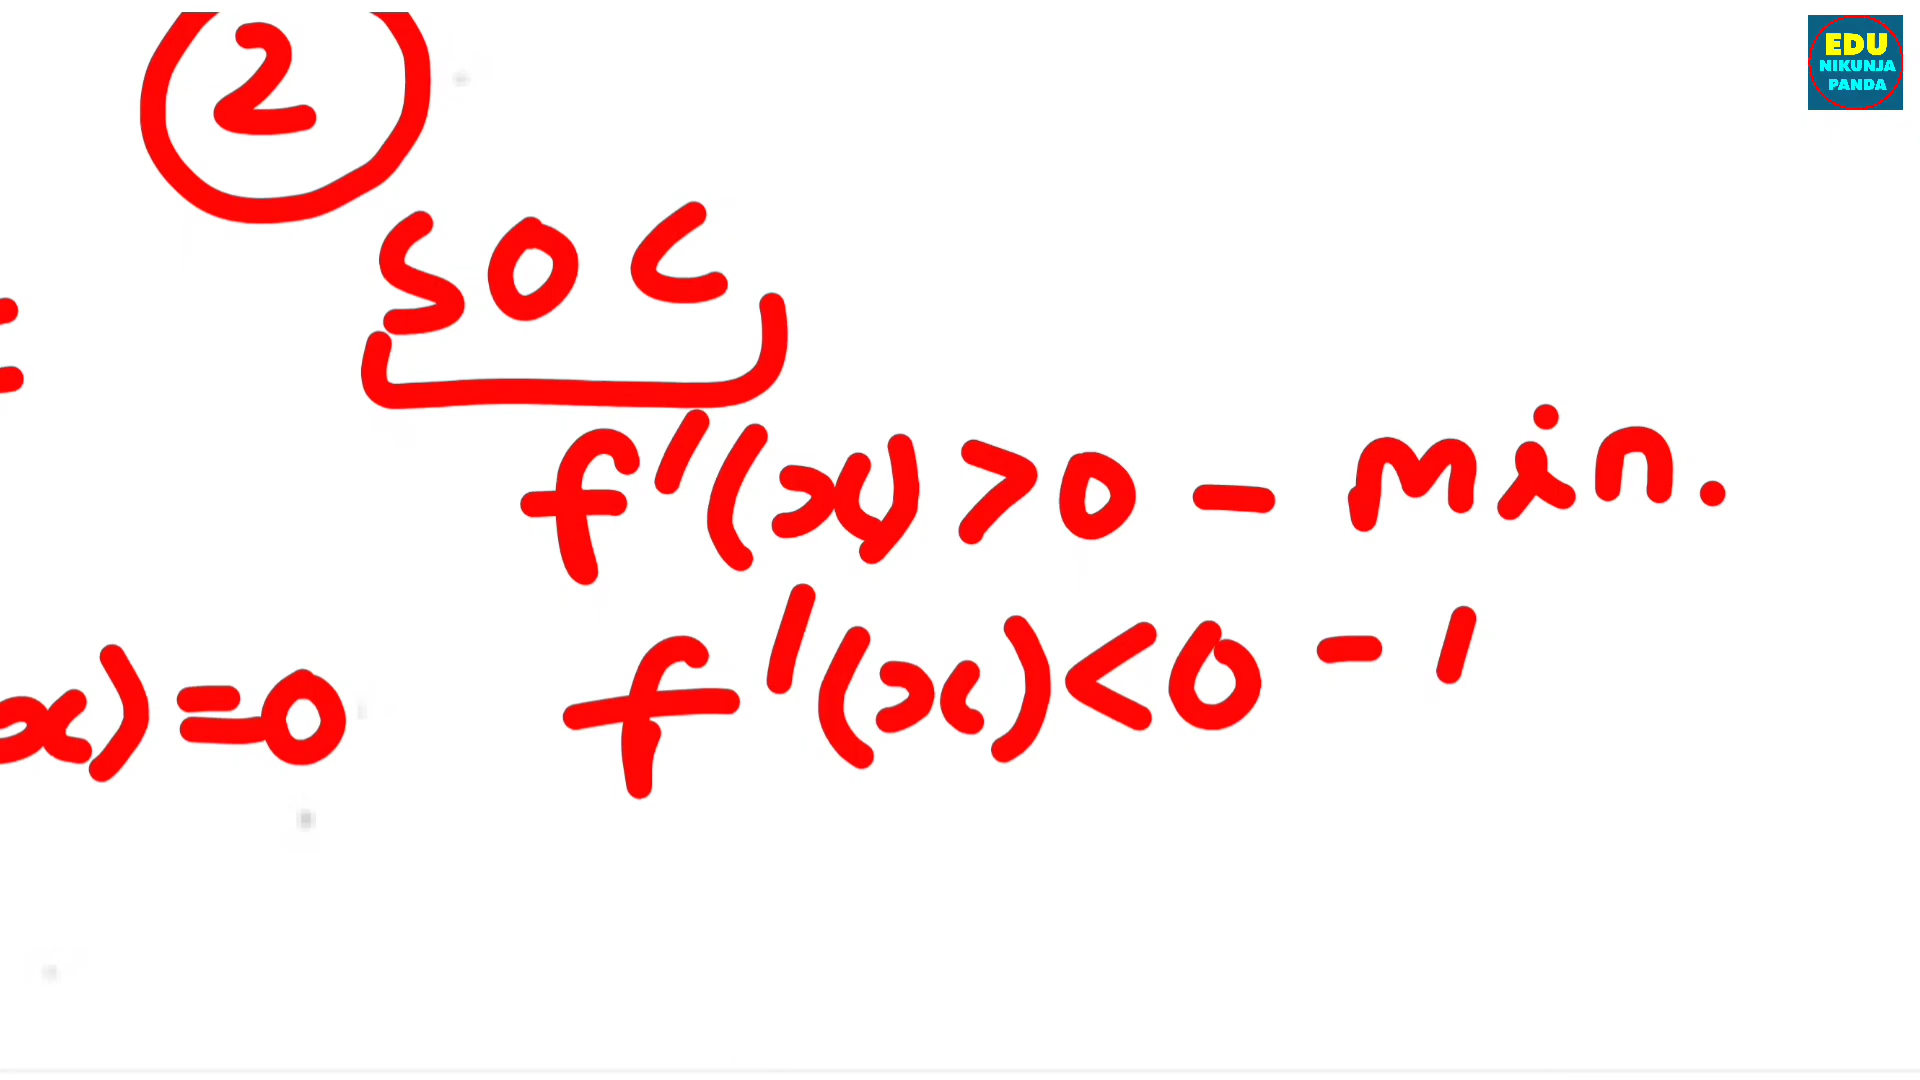 EDU
NIKUNJA
PANDA
2
SOC
=
f'(x)>0 - Min.
x)=0
f'(x)<0 -